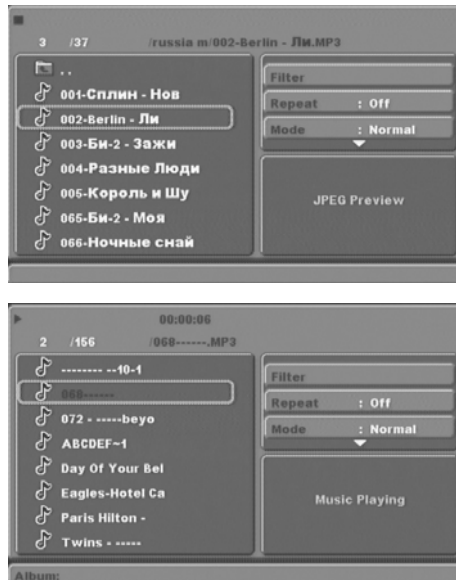 3 /37 /russia m/002-Berlin - Ли.MP3
. .
001-Сплин - Нов
002-Berlin - Ли
003-Би-2 - Зажи
004-Разные Люди
005-Король и Шу
065-Би-2 - Моя
066-Ночные снай
Filter
Repeat : Off
Mode : Normal
JPEG Preview
00:00:06
2 /156 /068------.MP3
-------- --10-1
068------
072 - -----beyo
ABCDEF~1
Day Of Your Bel
Eagles-Hotel Ca
Paris Hilton -
Twins - -----
Filter
Repeat : Off
Mode : Normal
Music Playing
Album: